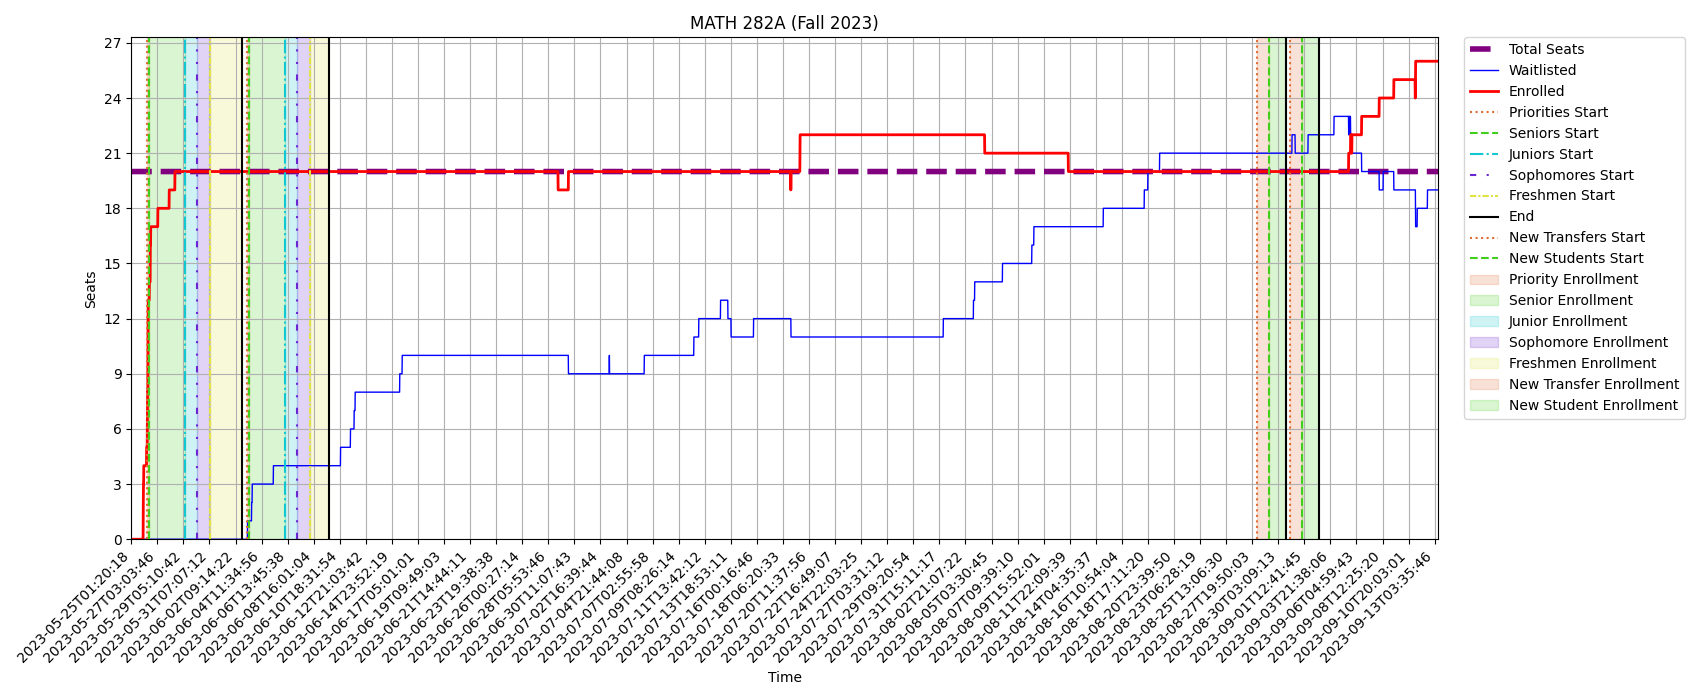 MATH 282A (Fall 2023)
Seats
27
24
21
18
15
12
9
6
3
0
2023-05-25T01:20:18
2023-05-27T03:03:46
2023-05-29T05:10:42
2023-05-31T07:07:12
2023-06-02T09:14:22
2023-06-04T11:34:56
2023-06-06T13:45:38
2023-06-08T16:01:04
2023-06-10T18:31:54
2023-06-12T21:03:42
2023-06-14T23:52:19
2023-06-17T05:01:01
2023-06-19T09:49:03
2023-06-21T14:44:11
2023-06-23T19:38:38
2023-06-26T00:27:14
2023-06-28T05:53:46
2023-06-30T11:07:43
2023-07-02T16:39:44
2023-07-04T21:44:08
2023-07-07T02:55:58
2023-07-09T08:26:14
2023-07-11T13:42:12
2023-07-13T18:53:11
2023-07-16T00:16:46
2023-07-18T06:20:33
2023-07-20T11:37:56
2023-07-22T16:49:07
2023-07-24T22:03:25
2023-07-27T03:31:12
2023-07-29T09:20:54
2023-07-31T15:11:17
2023-08-02T21:07:22
2023-08-05T03:30:45
2023-08-07T09:39:10
2023-08-09T15:52:01
2023-08-11T22:09:39
2023-08-14T04:35:37
2023-08-16T10:54:04
2023-08-18T17:11:20
2023-08-20T23:39:50
2023-08-23T06:28:19
2023-08-25T13:06:30
2023-08-27T19:50:03
2023-08-30T03:09:13
2023-09-01T12:41:45
2023-09-03T21:38:06
2023-09-06T04:59:43
2023-09-08T12:25:20
2023-09-10T20:03:01
2023-09-13T03:35:46
Time
Total Seats
Waitlisted
Enrolled
Priorities Start
Seniors Start
Juniors Start
Sophomores Start
Freshmen Start
End
New Transfers Start
New Students Start
Priority Enrollment
Senior Enrollment
Junior Enrollment
Sophomore Enrollment
Freshmen Enrollment
New Transfer Enrollment
New Student Enrollment